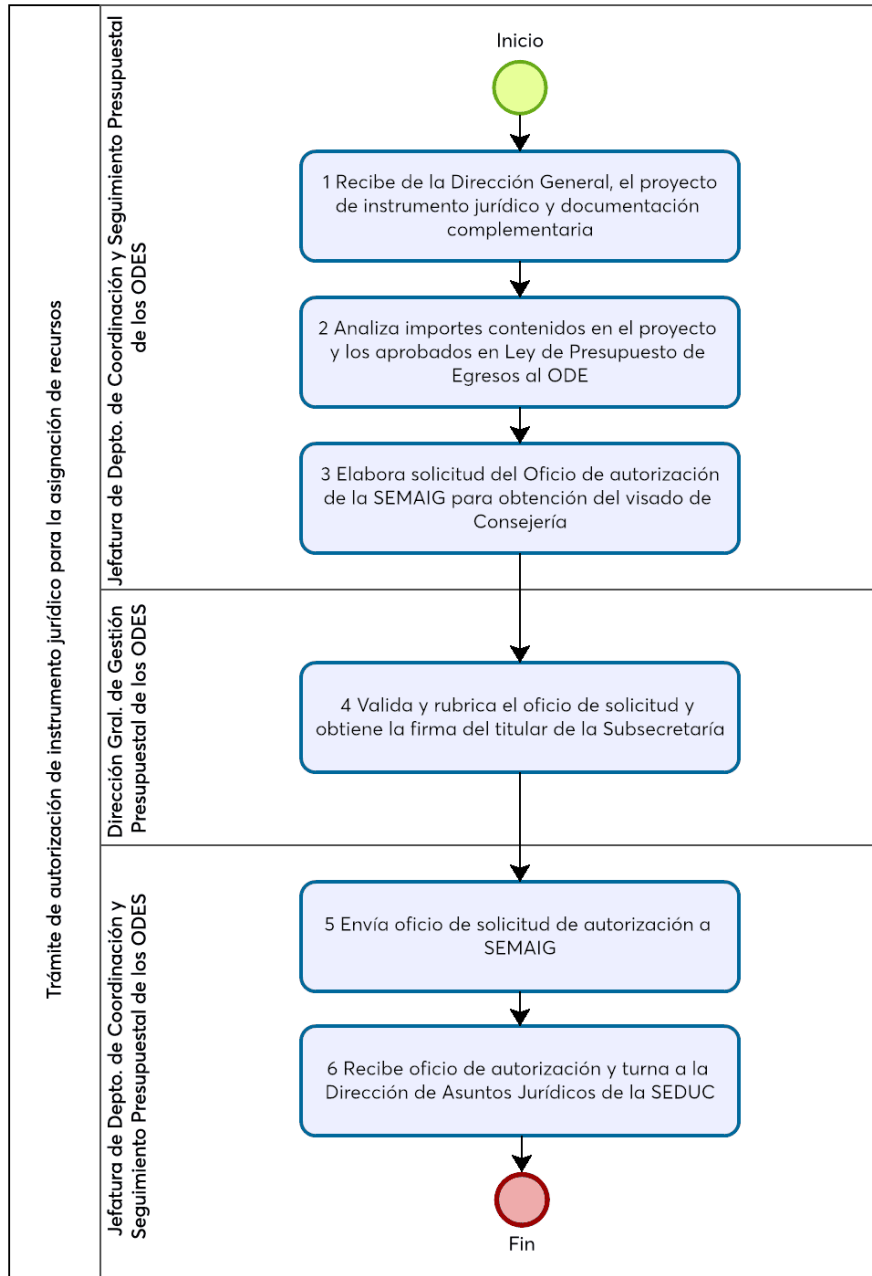 Trámite de autorización de instrumento jurídico para la asignación de recursos
Jefatura de Depto. de Coordinación y Seguimiento Presupuestal
de los ODES
Inicio
1 Recibe de la Dirección General, el proyecto
de instrumento jurídico y documentación
complementaria
2 Analiza importes contenidos en el proyecto
y los aprobados en Ley de Presupuesto de
Egresos al ODE
3 Elabora solicitud del Oficio de autorización
de la SEMAIG para obtención del visado de
Consejería
Dirección Gral. de Gestión
Presupuestal de los ODES
4 Valida y rubrica el oficio de solicitud y
obtiene la firma del titular de la Subsecretaría
Jefatura de Depto. de Coordinación y
Seguimiento Presupuestal de los ODES
5 Envía oficio de solicitud de autorización a
SEMAIG
6 Recibe oficio de autorización y turna a la
Dirección de Asuntos Jurídicos de la SEDUC
Fin